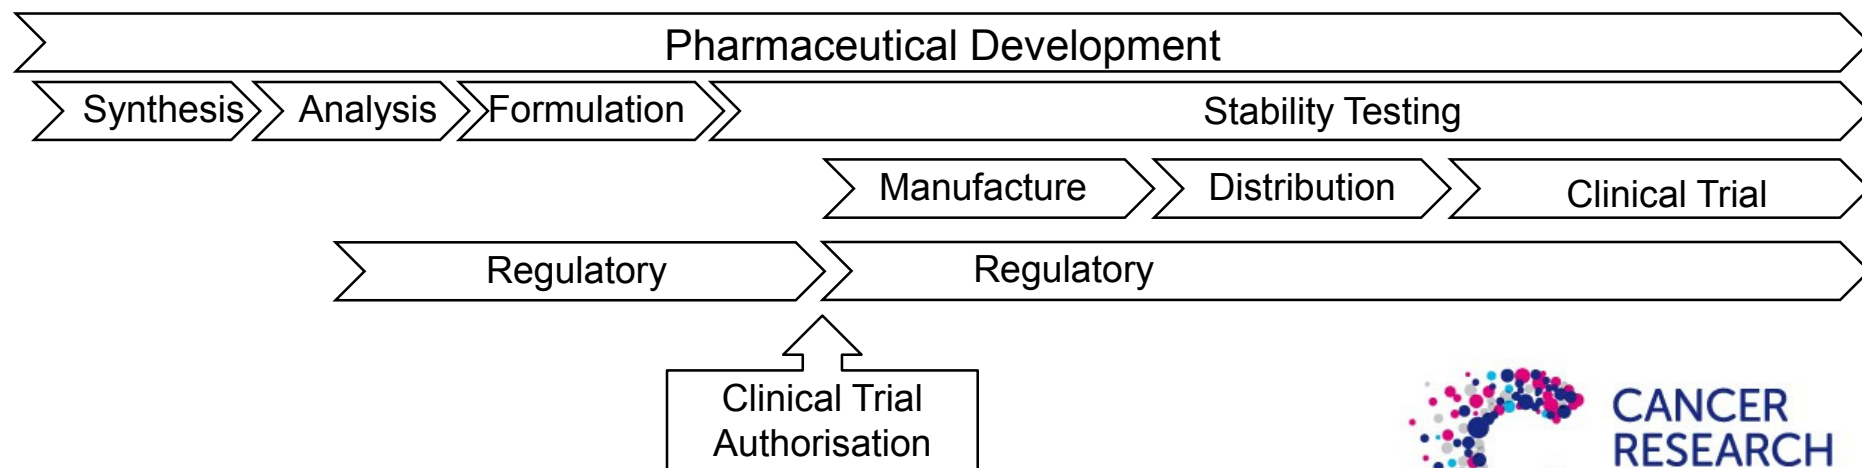 Pharmaceutical Development
Synthesis Analysis Formulation Stability Testing
Manufacture Distribution Clinical Trial
Regulatory Regulatory
Clinical Trial
Authorisation
CANCER
RESEARCH